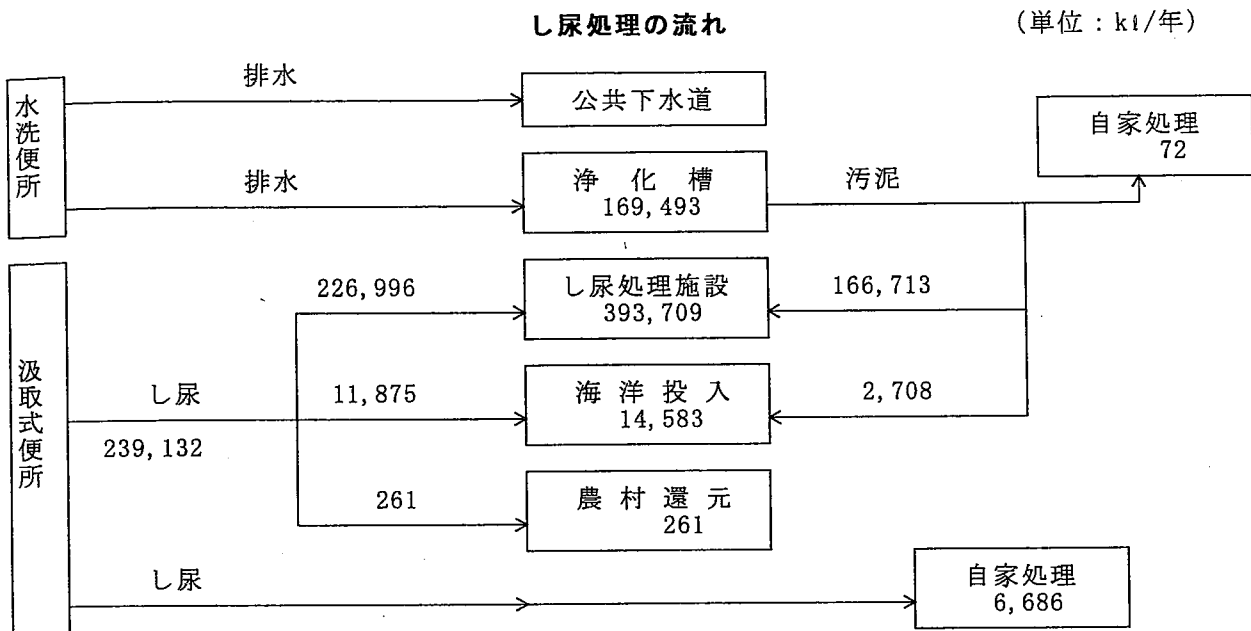 し尿処理の流れ
(単位：kl/年)
水洗便所
排水
公共下水道
自家処理
72
排水
浄化槽
169,493
汚泥
汲取式便所
226,996
し尿処理施設
393,709
166,713
し尿
239,132
11,875
海洋投入
14,583
2,708
261
農村還元
261
し尿
自家処理
6,686